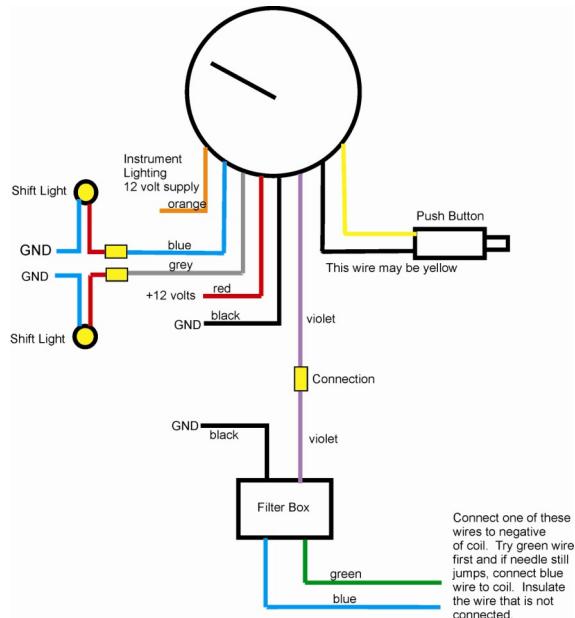 Instrument
Lighting
12 volt supply
orange
Shift Light
Push Button
GND
blue
This wire may be yellow
grey
GND
+12 volts
red
black
GND
violet
Shift Light
Connection
GND
black
violet
Filter Box
Connect one of these
wires to negative
of coil. Try green wire
first and if needle still
jumps, connect blue
wire to coil. Insulate
the wire that is not
connected
green
blue